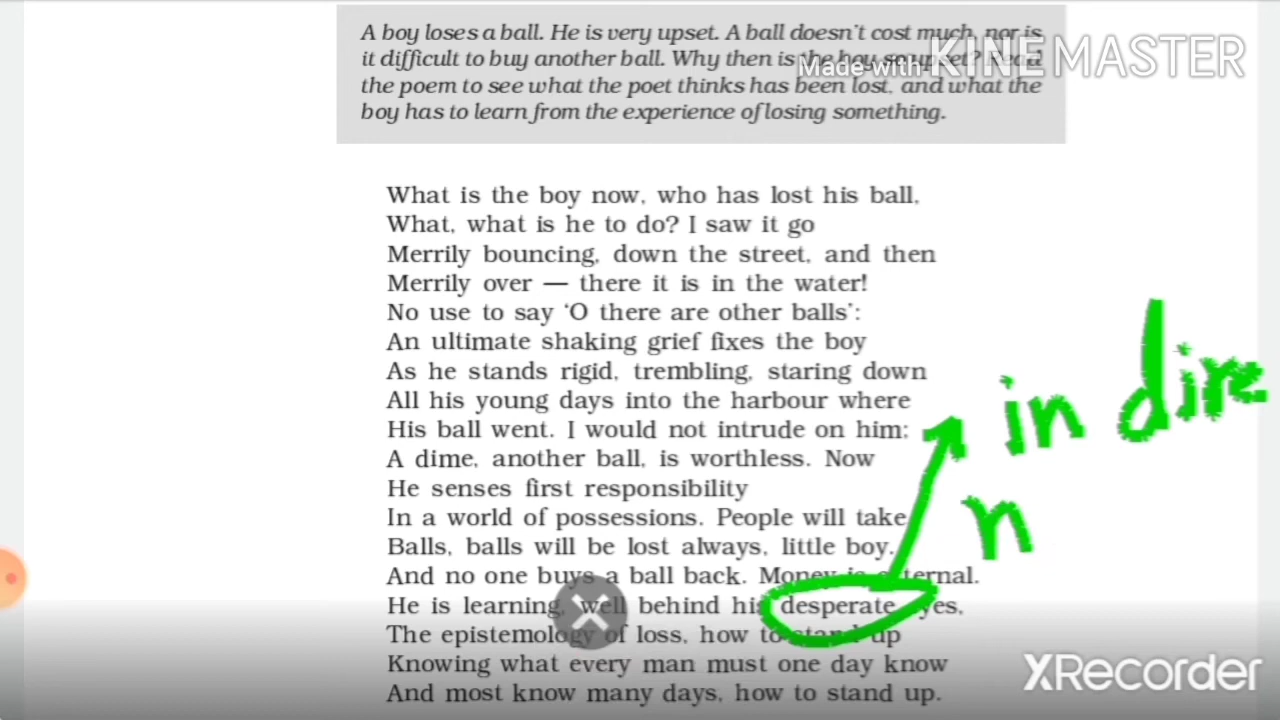 A boy loses a ball. He is very upset. A ball doesn't cost much, nor is
it difficult to buy another ball. Why then is the boy so upset? Read
the poem to see what the poet thinks has been lost, and what the
boy has to learn from the experience of losing something.
Made with KINEMASTER
What is the boy now, who has lost his ball,
What, what is he to do? I saw it go
Merrily bouncing, down the street, and then
Merrily over — there it is in the water!
No use to say ‘O there are other balls’:
An ultimate shaking grief fixes the boy
As he stands rigid, trembling, staring down
All his young days into the harbour where
His ball went. I would not intrude on him;
A dime, another ball, is worthless. Now
He senses first responsibility
In a world of possessions. People will take
Balls, balls will be lost always, little boy.
And no one buys a ball back. Money is external.
He is learning, well behind his desperate eyes,
The epistemology of loss, how to stand up
Knowing what every man must one day know
And most know many days, how to stand up.
in dire
n
XRecorder